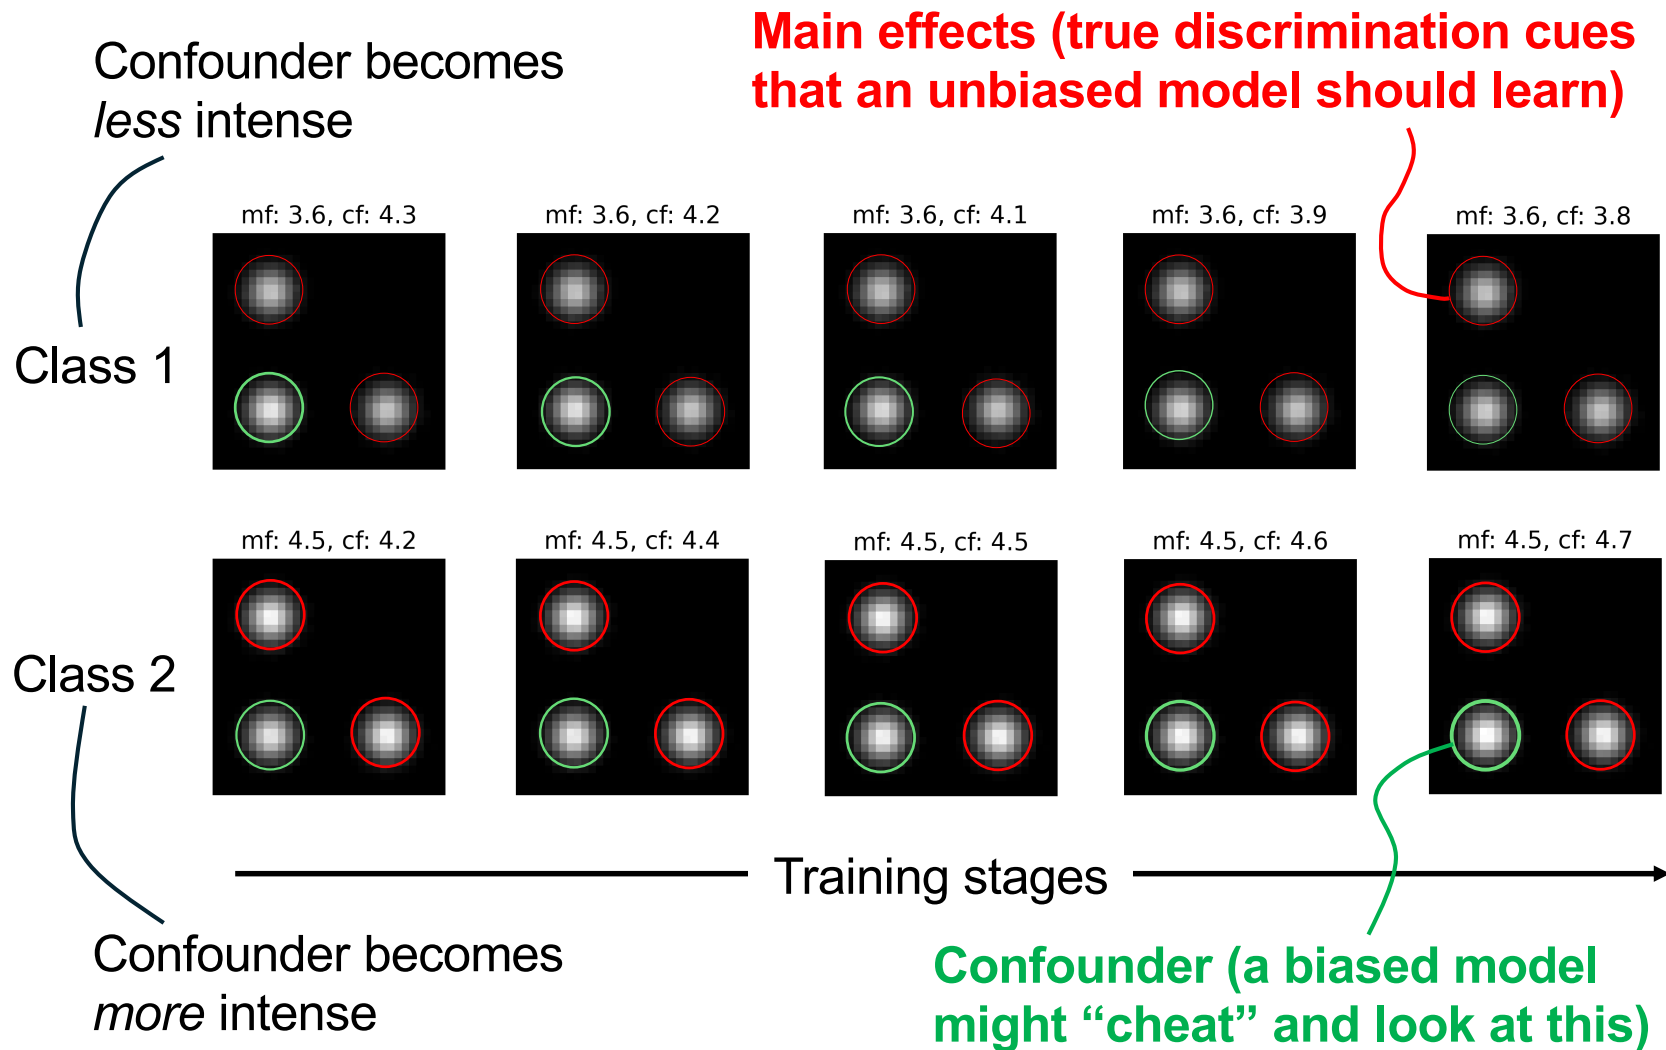 Confounder becomes
less intense
Main effects (true discrimination cues
that an unbiased model should learn)
mf: 3.6, cf: 4.3
mf: 3.6, cf: 4.2
mf: 3.6, cf: 4.1
mf: 3.6, cf: 3.9
mf: 3.6, cf: 3.8
Class 1
mf: 4.5, cf: 4.2
mf: 4.5, cf: 4.4
mf: 4.5, cf: 4.5
mf: 4.5, cf: 4.6
mf: 4.5, cf: 4.7
Class 2
Training stages
Confounder becomes
more intense
Confounder (a biased model
might “cheat” and look at this)